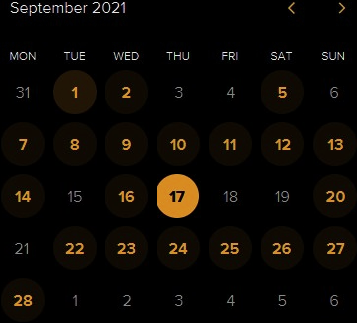 September 2021
MON TUE WED THU FRI SAT SUN
31 1 2 3 4 5 6
7 8 9 10 11 12 13
14 15 16 17 18 19 20
21 22 23 24 25 26 27
28 1 2 3 4 5 6